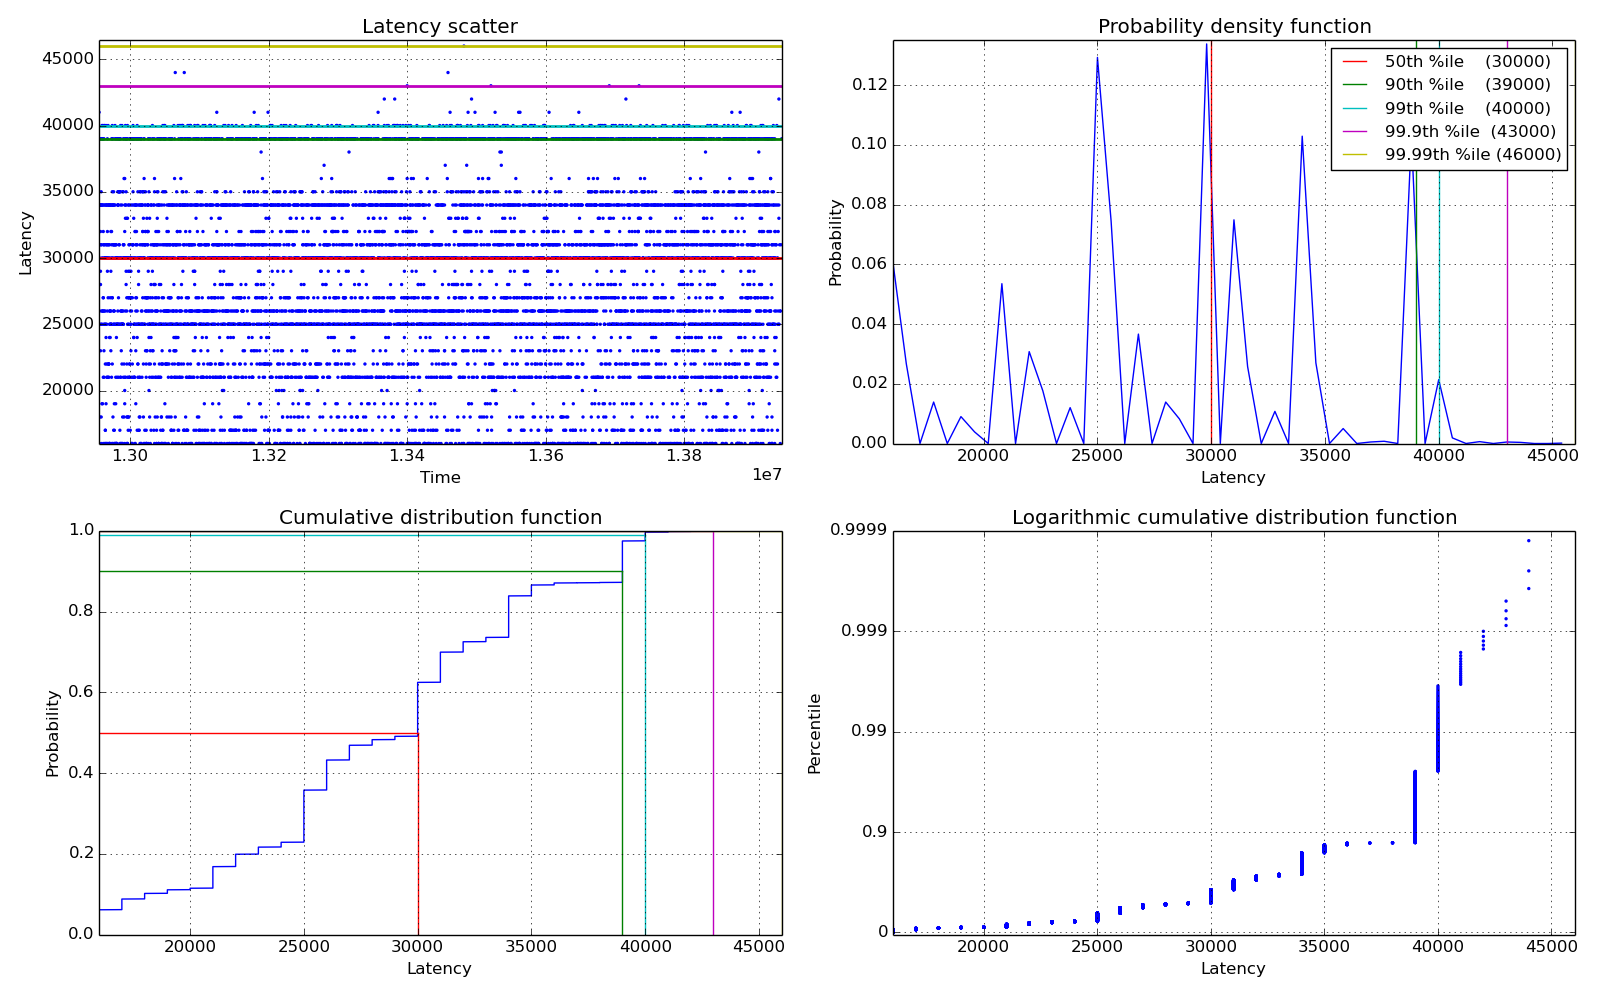 Latency scatter
45000
40000
35000
30000
25000
20000
Latency
1.30
1.32
1.34
1.36
1.38
Time
1e7
Probability density function
0.12
0.10
0.08
0.06
0.04
0.02
0.00
Probability
50th %ile (30000)
90th %ile (39000)
99th %ile (40000)
99.9th %ile (43000)
99.99th %ile (46000)
20000
25000
30000
35000
40000
45000
Latency
Cumulative distribution function
1.0
0.8
0.6
0.4
0.2
0.0
Probability
20000
25000
30000
35000
40000
45000
Latency
Logarithmic cumulative distribution function
0.9999
0.999
0.99
0.9
0
Percentile
20000
25000
30000
35000
40000
45000
Latency